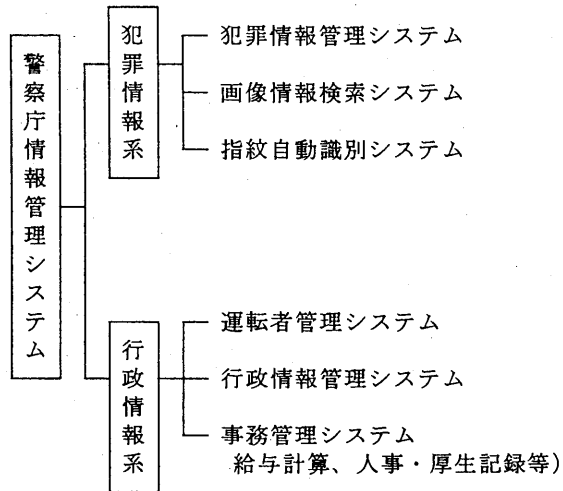 警察庁情報管理システム
犯罪情報系
犯罪情報管理システム
画像情報検索システム
指紋自動識別システム
行政情報系
運転者管理システム
行政情報管理システム
事務管理システム
給与計算、人事・厚生記録等)